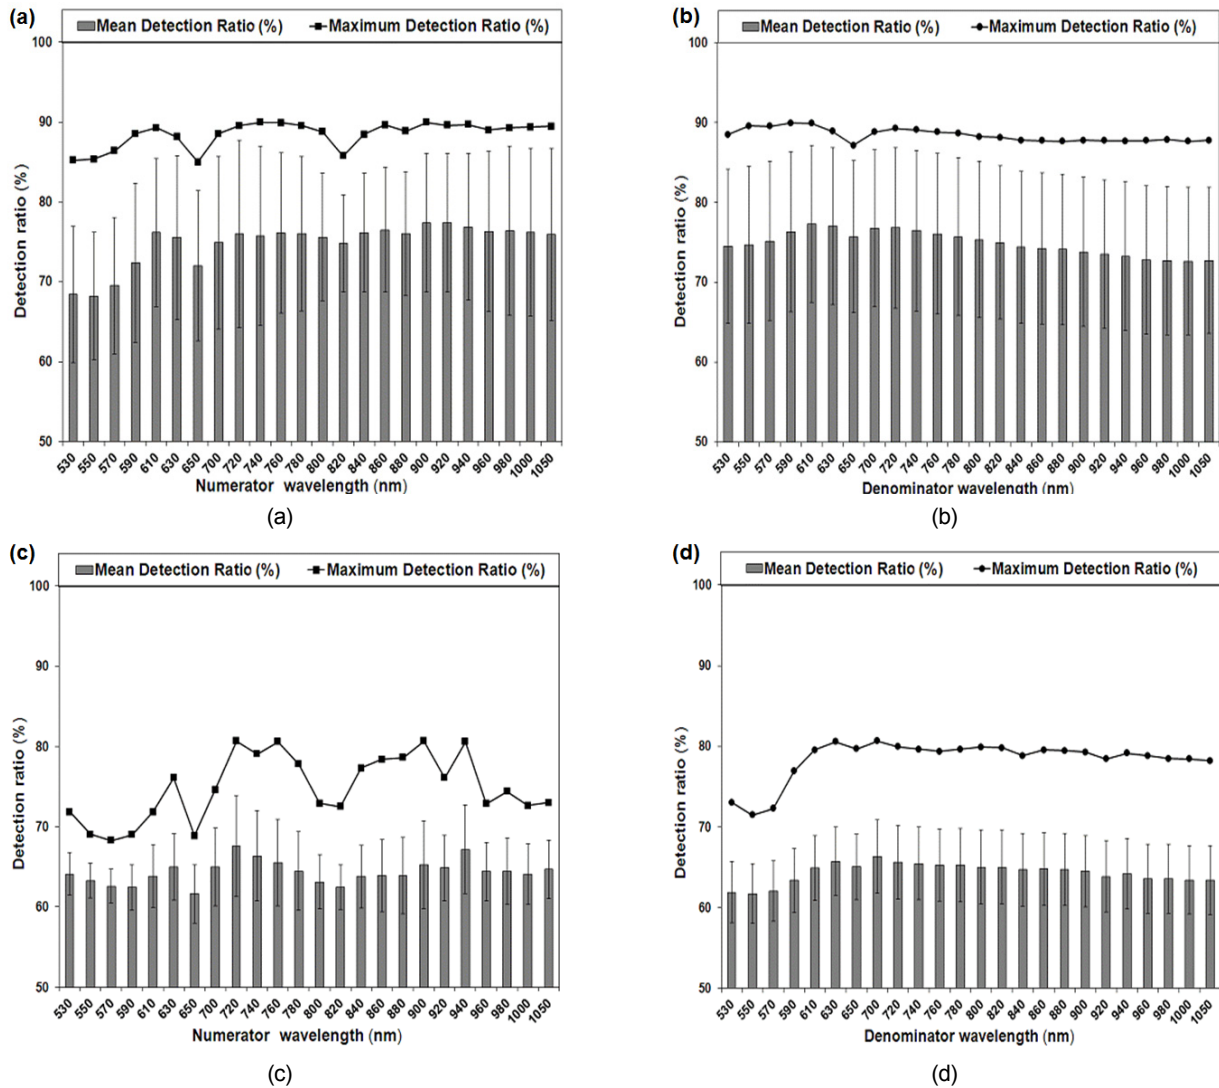 (a)
Mean Detection Ratio (%) Maximum Detection Ratio (%)
100
90
80
70
60
50
Detection ratio (%)
530 550 570 590 610 630 650 700 720 740 760 780 800 820 840 860 880 900 920 940 960 980 1000 1050
Numerator wavelength (nm)
(a)
(b)
Mean Detection Ratio (%) Maximum Detection Ratio (%)
100
90
80
70
60
50
Detection ratio (%)
530 550 570 590 610 630 650 700 720 740 760 780 800 820 840 860 880 900 920 940 960 980 1000 1050
Denominator wavelength (nm)
(b)
(c)
Mean Detection Ratio (%) Maximum Detection Ratio (%)
100
90
80
70
60
50
Detection ratio (%)
530 550 570 590 610 630 650 700 720 740 760 780 800 820 840 860 880 900 920 940 960 980 1000 1050
Numerator wavelength (nm)
(c)
(d)
Mean Detection Ratio (%) Maximum Detection Ratio (%)
100
90
80
70
60
50
Detection ratio (%)
530 550 570 590 610 630 650 700 720 740 760 780 800 820 840 860 880 900 920 940 960 980 1000 1050
Denominator wavelength (nm)
(d)